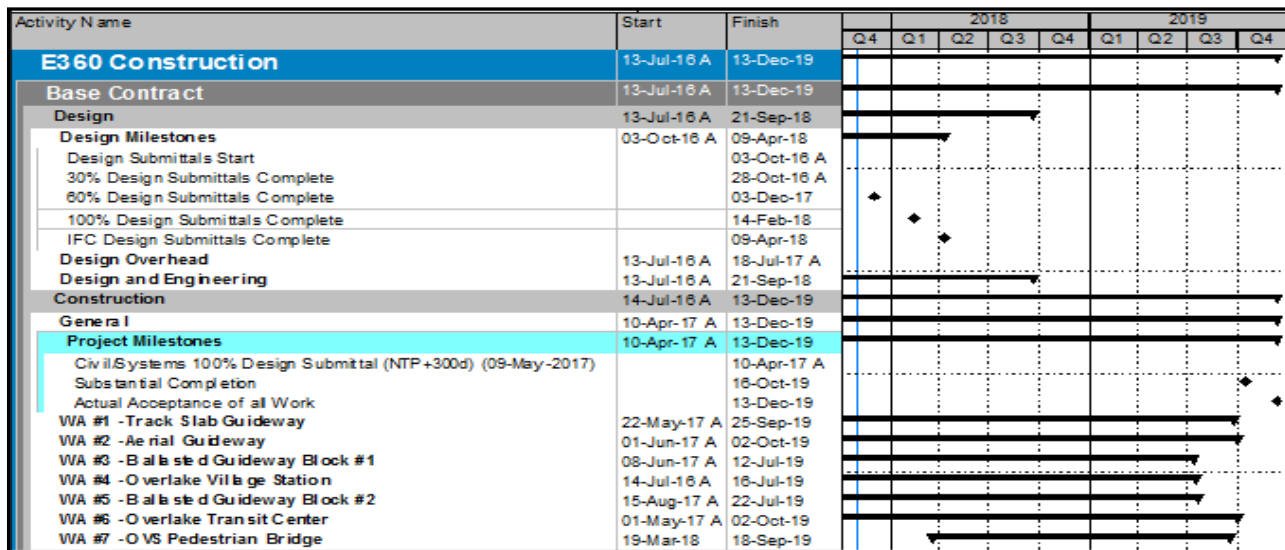 Activity Name Start Finish 2018 2019
Q4 Q1 Q2 Q3 Q4 Q1 Q2 Q3 Q4
E360 Construction 13-Jul-16 A 13-Dec-19
Base Contract 13-Jul-16 A 13-Dec-19
Design 13-Jul-16 A 21-Sep-18
Design Milestones 03-Oct-16 A 09-Apr-18
Design Submittals Start 03-Oct-16 A
30% Design Submittals Complete 28-Oct-16 A
60% Design Submittals Complete 03-Dec-17
100% Design Submittals Complete 14-Feb-18
IFC Design Submittals Complete 09-Apr-18
Design Overhead 13-Jul-16 A 18-Jul-17 A
Design and Engineering 13-Jul-16 A 21-Sep-18
Construction 14-Jul-16 A 13-Dec-19
General 10-Apr-17 A 13-Dec-19
Project Milestones 10-Apr-17 A 13-Dec-19
Civil/Systems 100% Design Submittal (NTP+300d) (09-May-2017) 10-Apr-17 A
Substantial Completion 16-Oct-19
Actual Acceptance of all Work 13-Dec-19
WA #1 -Track Slab Guideway 22-May-17 A 25-Sep-19
WA #2 -Aerial Guideway 01-Jun-17 A 02-Oct-19
WA #3 -Ballasted Guideway Block #1 08-Jun-17 A 12-Jul-19
WA #4 -Overlake Village Station 14-Jul-16 A 16-Jul-19
WA #5 -Ballasted Guideway Block #2 15-Aug-17 A 22-Jul-19
WA #6 -Overlake Transit Center 01-May-17 A 02-Oct-19
WA #7 -OVS Pedestrian Bridge 19-Mar-18 18-Sep-19